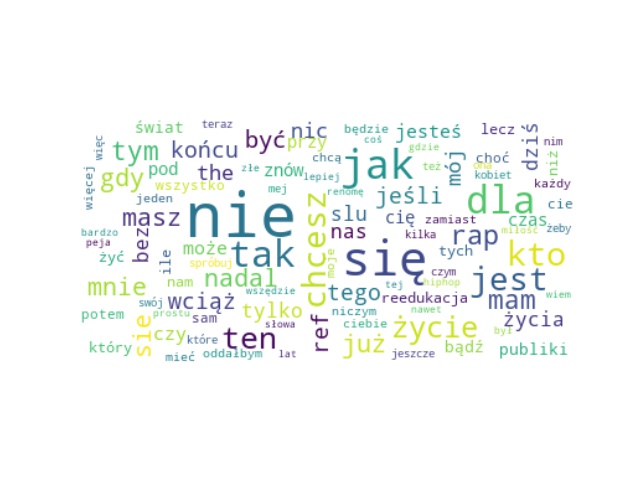 świat teraz nic będzie jesteś lecz dziś nim
więc tym końcu być przy coś gdzie mój choć niż
gdy pod the złe znów chcą jak też ona kobiet każdy
więcej wszystko lepiej
jeden mej renomę jeśli dla cie
masz nie chcesz slu cię zamiast czas
bardzo bez nas kilka rap miłość żeby
peja może tak się tych kto
żyć ile spróbuj moje czym
mnie nam nadal wszędzie tego tej hiphop jest wiem
swój wciąż reedukacja mam
potem prostu sam tylko niczym nawet życia
sie czy słowa ref ciebie życie był
który które ten już bądź publiki
mieć oddałbym lat jeszcze